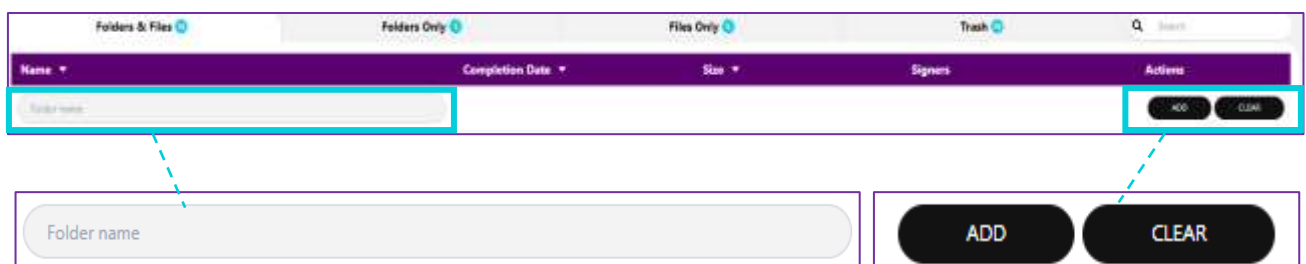 Folders & Files
Folders Only
Files Only
Trash
Search
Name
Completion Date
Size
Signers
Actions
Folder name
ADD
CLEAR
Folder name
ADD
CLEAR